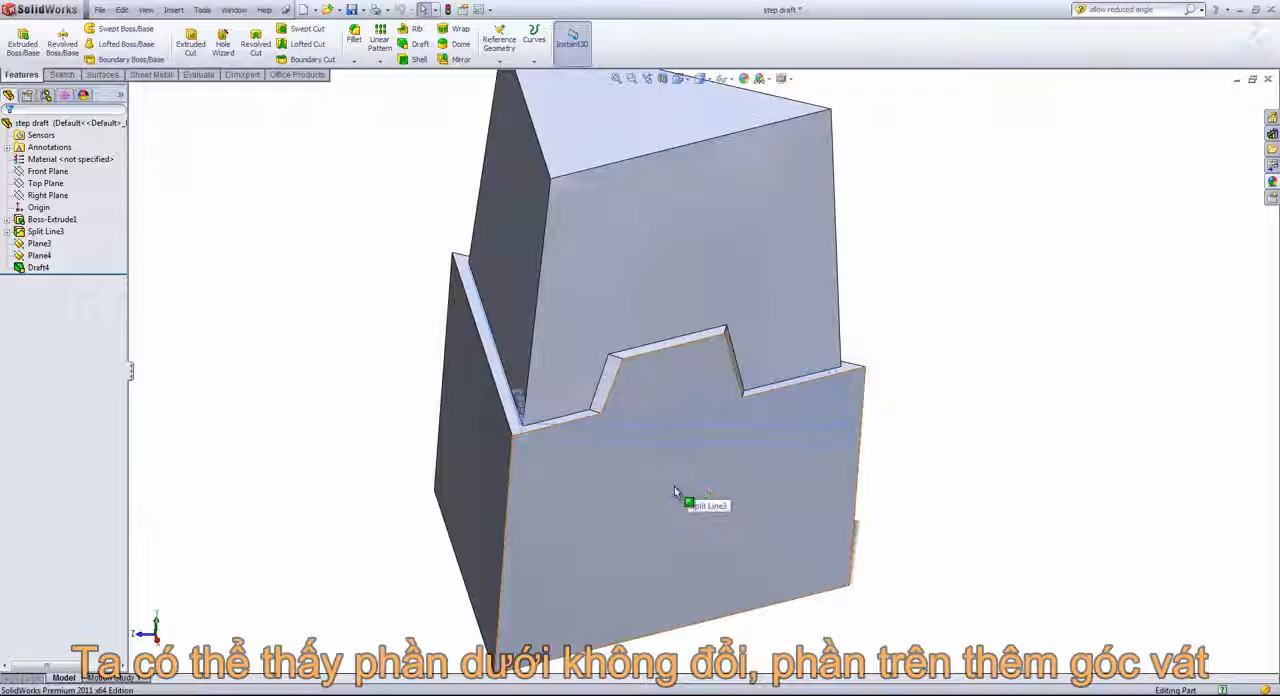 SolidWorks File Edit View Insert Tools Window Help step draft * allow-reduced angle
Extruded Boss/Base
Revolved Boss/Base
Swept Boss/Base
Lofted Boss/Base
Boundary Boss/Base
Extruded Cut
Hole Wizard
Revolved Cut
Swept Cut
Lofted Cut
Boundary Cut
Fillet
Linear Pattern
Rib
Draft
Shell
Wrap
Dome
Mirror
Reference Geometry
Curves
Instant3D
Features Sketch Surfaces Sheet Metal Evaluate DimXpert Office Products
step draft (Default<<Default>_
Sensors
Annotations
Material <not specified>
Front Plane
Top Plane
Right Plane
Origin
Boss-Extrude1
Split Line3
Plane3
Plane4
Draft4
Split Line3
Y
Z
Ta có thể thấy phần dưới không đổi, phần trên thêm góc vát
Model Motion Study 1
SolidWorks Premium 2011 x64 Edition Editing Part